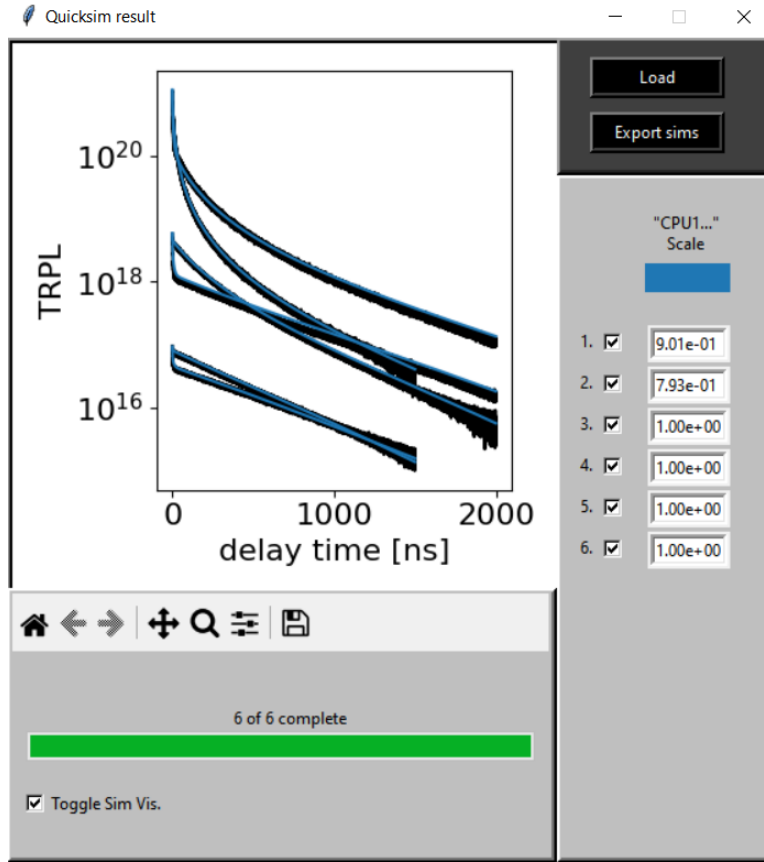 Quicksim result
Load
Export sims
10^20
10^18
10^16
TRPL
0 1000 2000
delay time [ns]
"CPU1..."
Scale
1. 9.01e-01
2. 7.93e-01
3. 1.00e+00
4. 1.00e+00
5. 1.00e+00
6. 1.00e+00
6 of 6 complete
Toggle Sim Vis.